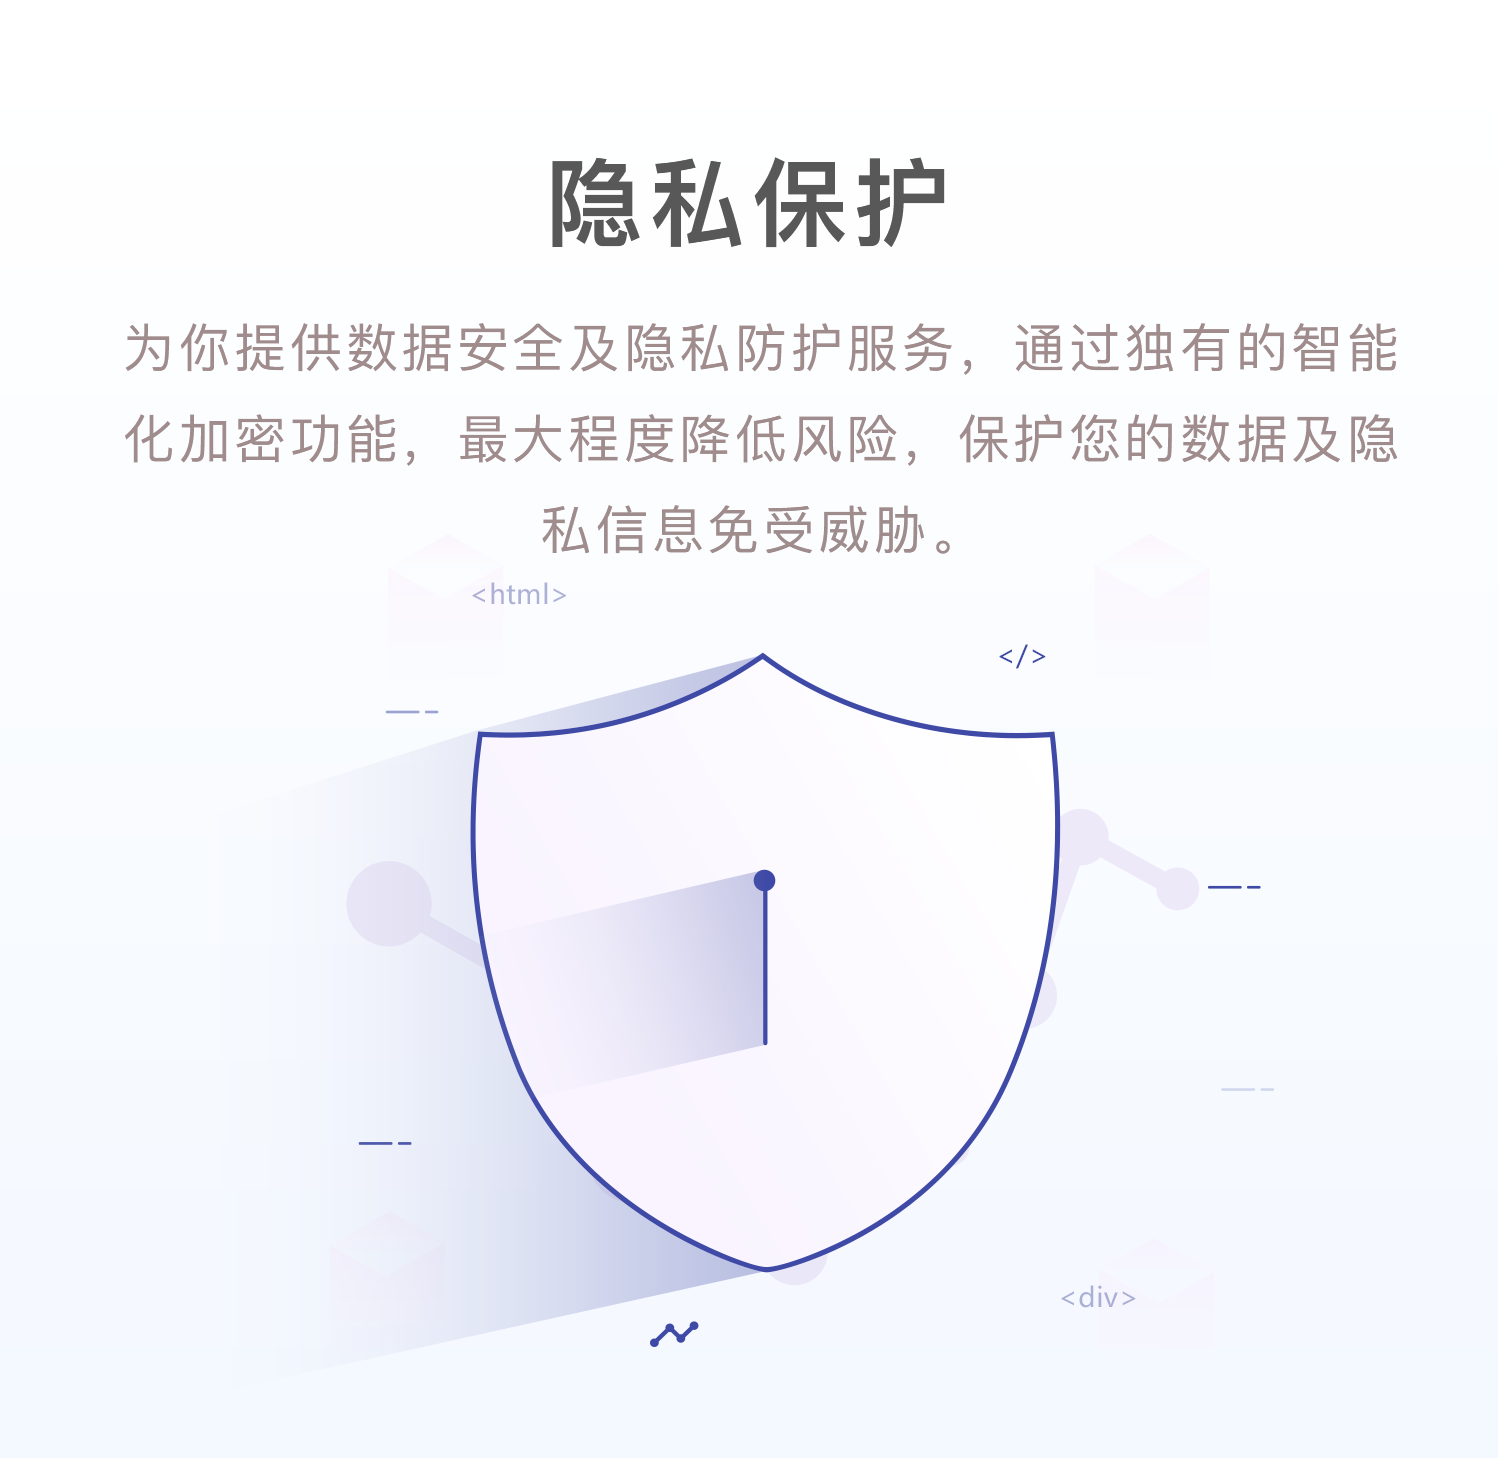 隐私保护
为你提供数据安全及隐私防护服务，通过独有的智能
化加密功能，最大程度降低风险，保护您的数据及隐
私信息免受威胁。
<html>
</>
<div>